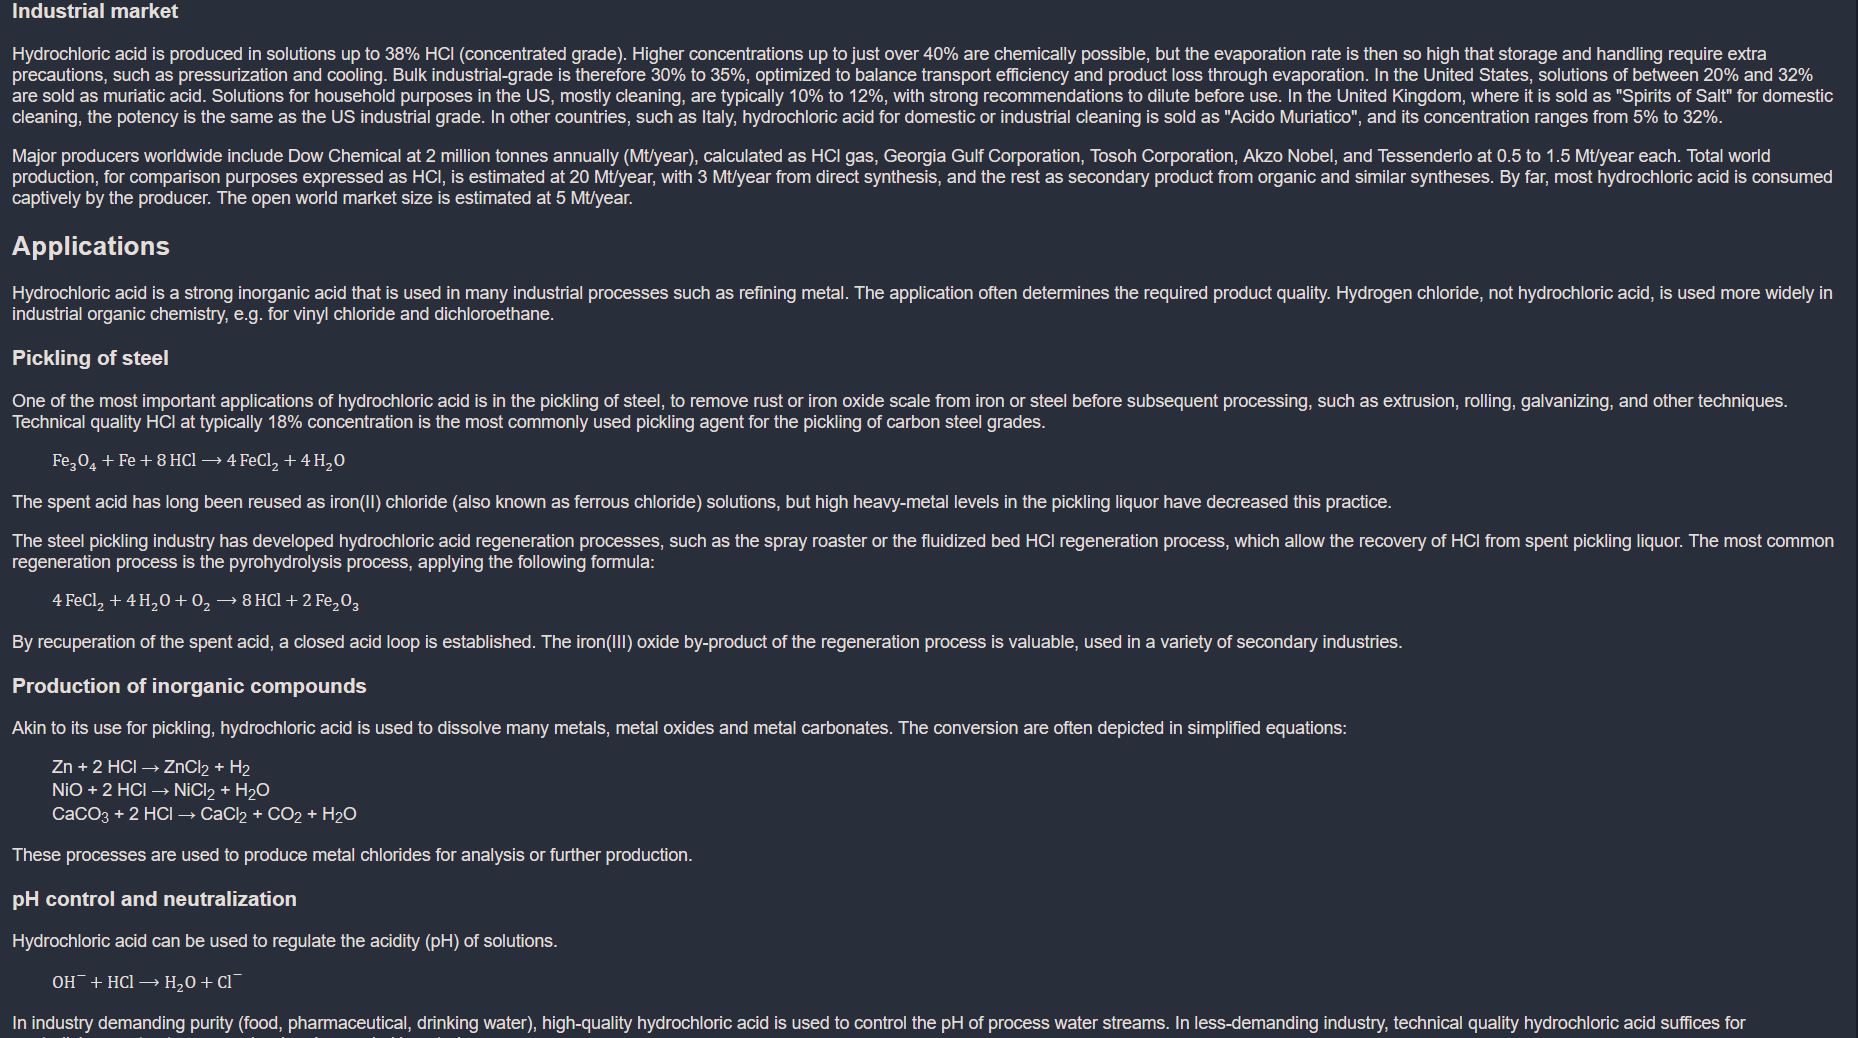 Industrial market
Hydrochloric acid is produced in solutions up to 38% HCl (concentrated grade). Higher concentrations up to just over 40% are chemically possible, but the evaporation rate is then so high that storage and handling require extra
precautions, such as pressurization and cooling. Bulk industrial-grade is therefore 30% to 35%, optimized to balance transport efficiency and product loss through evaporation. In the United States, solutions of between 20% and 32%
are sold as muriatic acid. Solutions for household purposes in the US, mostly cleaning, are typically 10% to 12%, with strong recommendations to dilute before use. In the United Kingdom, where it is sold as "Spirits of Salt" for domestic
cleaning, the potency is the same as the US industrial grade. In other countries, such as Italy, hydrochloric acid for domestic or industrial cleaning is sold as "Acido Muriatico", and its concentration ranges from 5% to 32%.
Major producers worldwide include Dow Chemical at 2 million tonnes annually (Mt/year), calculated as HCl gas, Georgia Gulf Corporation, Tosoh Corporation, Akzo Nobel, and Tessenderlo at 0.5 to 1.5 Mt/year each. Total world
production, for comparison purposes expressed as HCl, is estimated at 20 Mt/year, with 3 Mt/year from direct synthesis, and the rest as secondary product from organic and similar syntheses. By far, most hydrochloric acid is consumed
captively by the producer. The open world market size is estimated at 5 Mt/year.
Applications
Hydrochloric acid is a strong inorganic acid that is used in many industrial processes such as refining metal. The application often determines the required product quality. Hydrogen chloride, not hydrochloric acid, is used more widely in
industrial organic chemistry, e.g. for vinyl chloride and dichloroethane.
Pickling of steel
One of the most important applications of hydrochloric acid is in the pickling of steel, to remove rust or iron oxide scale from iron or steel before subsequent processing, such as extrusion, rolling, galvanizing, and other techniques.
Technical quality HCl at typically 18% concentration is the most commonly used pickling agent for the pickling of carbon steel grades.
Fe₃O₄ + Fe + 8 HCl ⟶ 4 FeCl₂ + 4 H₂O
The spent acid has long been reused as iron(II) chloride (also known as ferrous chloride) solutions, but high heavy-metal levels in the pickling liquor have decreased this practice.
The steel pickling industry has developed hydrochloric acid regeneration processes, such as the spray roaster or the fluidized bed HCl regeneration process, which allow the recovery of HCl from spent pickling liquor. The most common
regeneration process is the pyrohydrolysis process, applying the following formula:
4 FeCl₂ + 4 H₂O + O₂ ⟶ 8 HCl + 2 Fe₂O₃
By recuperation of the spent acid, a closed acid loop is established. The iron(III) oxide by-product of the regeneration process is valuable, used in a variety of secondary industries.
Production of inorganic compounds
Akin to its use for pickling, hydrochloric acid is used to dissolve many metals, metal oxides and metal carbonates. The conversion are often depicted in simplified equations:
Zn + 2 HCl → ZnCl₂ + H₂
NiO + 2 HCl → NiCl₂ + H₂O
CaCO₃ + 2 HCl → CaCl₂ + CO₂ + H₂O
These processes are used to produce metal chlorides for analysis or further production.
pH control and neutralization
Hydrochloric acid can be used to regulate the acidity (pH) of solutions.
OH⁻ + HCl ⟶ H₂O + Cl⁻
In industry demanding purity (food, pharmaceutical, drinking water), high-quality hydrochloric acid is used to control the pH of process water streams. In less-demanding industry, technical quality hydrochloric acid suffices for